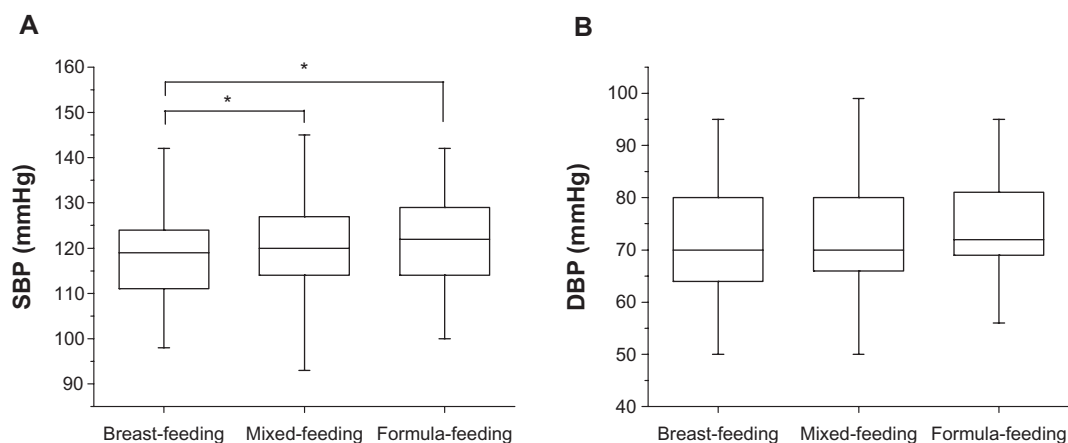 A
SBP (mmHg)
160
150
140
130
120
110
100
90
*
*
Breast-feeding Mixed-feeding Formula-feeding
B
DBP (mmHg)
100
90
80
70
60
50
40
Breast-feeding Mixed-feeding Formula-feeding